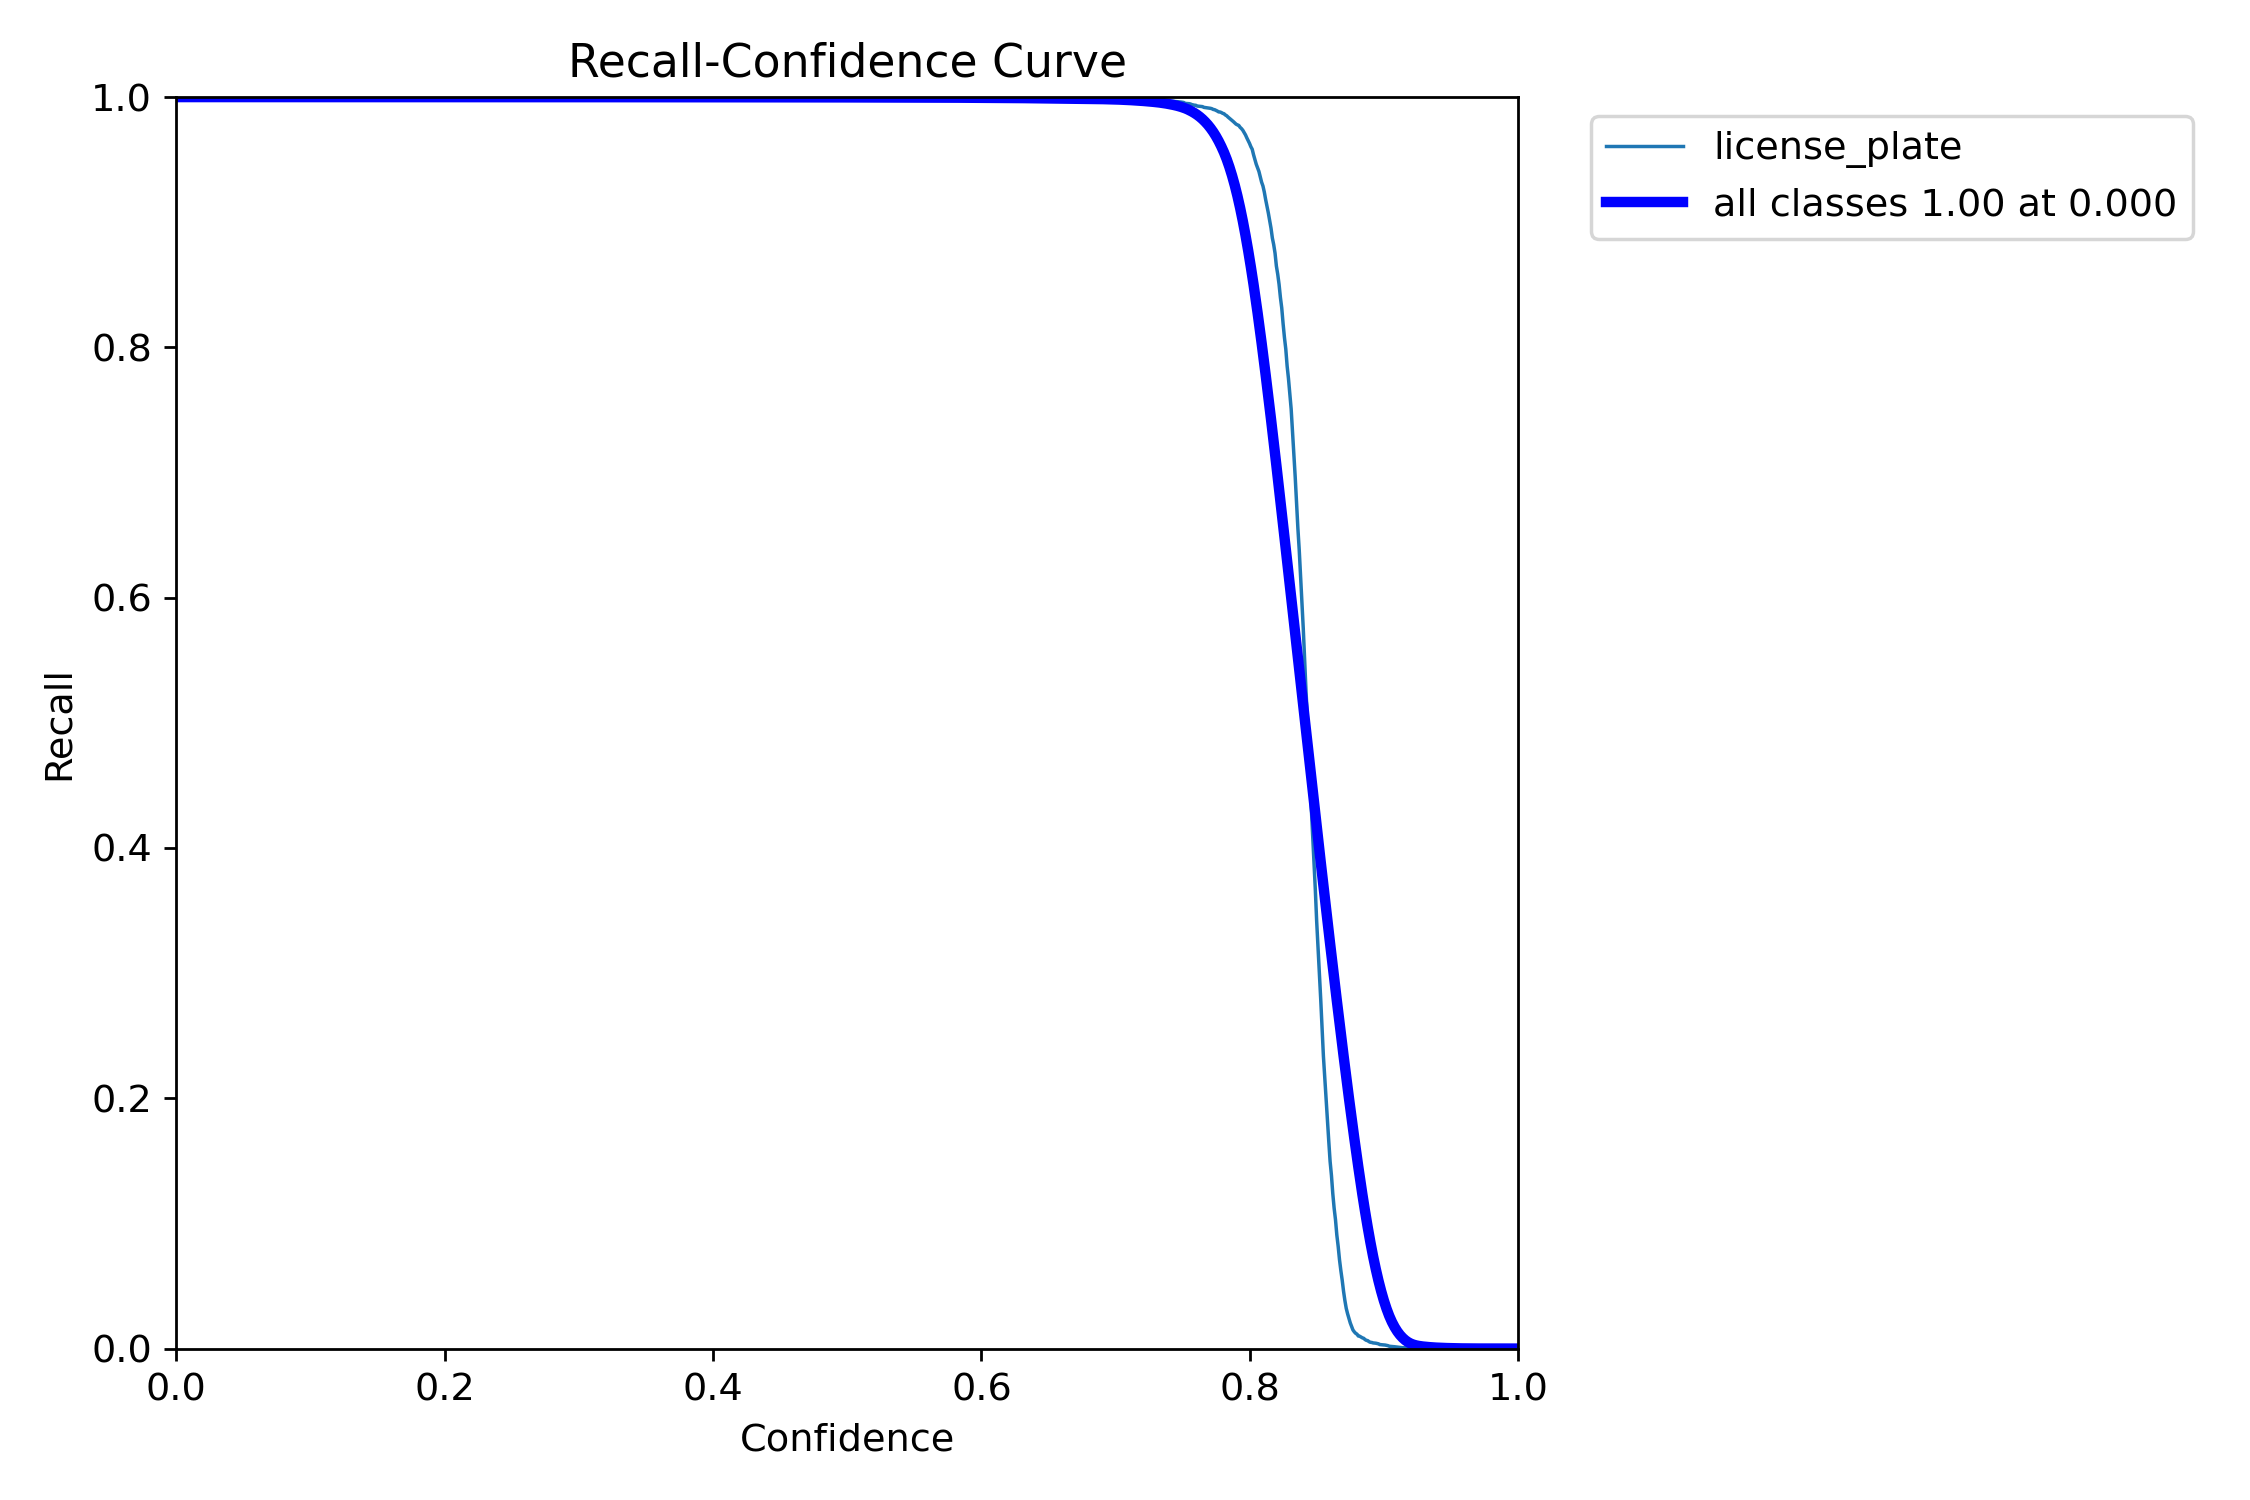 Recall-Confidence Curve
license_plate
all classes 1.00 at 0.000
1.0
0.8
0.6
0.4
0.2
0.0
Recall
0.0 0.2 0.4 0.6 0.8 1.0
Confidence